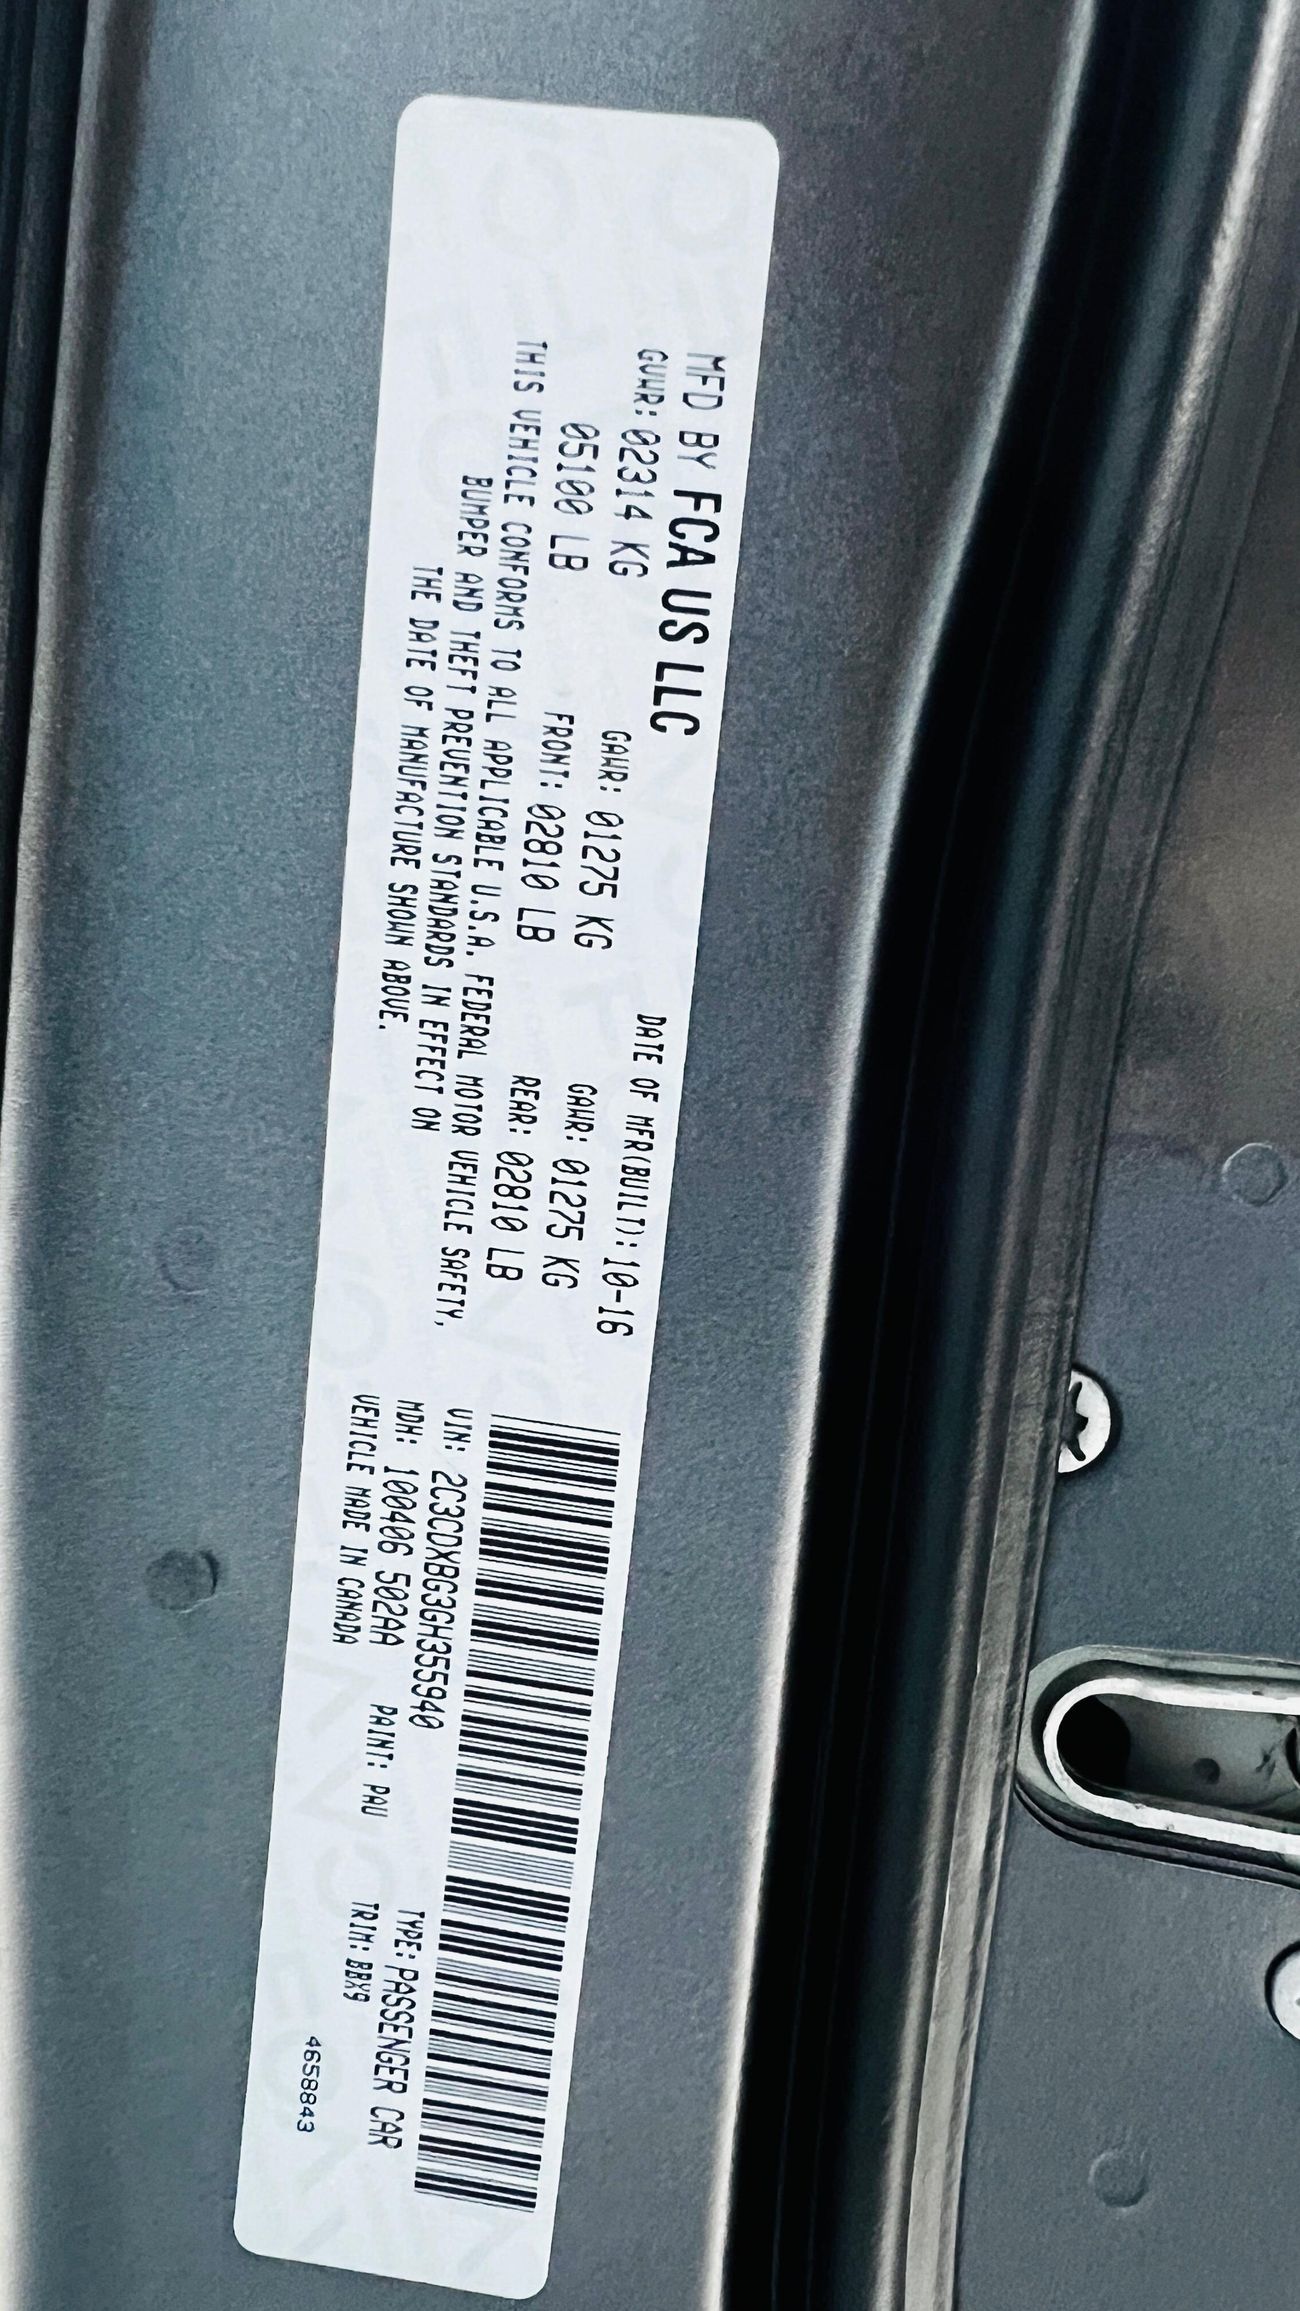 MFD BY FCA US LLC
DATE OF MFR(BUILT): 10-16
GVWR: 02314 KG GAWR: 01275 KG GAWR: 01275 KG
05100 LB FRONT: 02810 LB REAR: 02810 LB
THIS VEHICLE CONFORMS TO ALL APPLICABLE U.S.A. FEDERAL MOTOR VEHICLE SAFETY,
BUMPER AND THEFT PREVENTION STANDARDS IN EFFECT ON
THE DATE OF MANUFACTURE SHOWN ABOVE.
VIN: 2C3CDXBG3GH355940 TYPE: PASSENGER CAR
MDH: 100406 502AA PAINT: PAU TRIM: BBX9
VEHICLE MADE IN CANADA
4658843